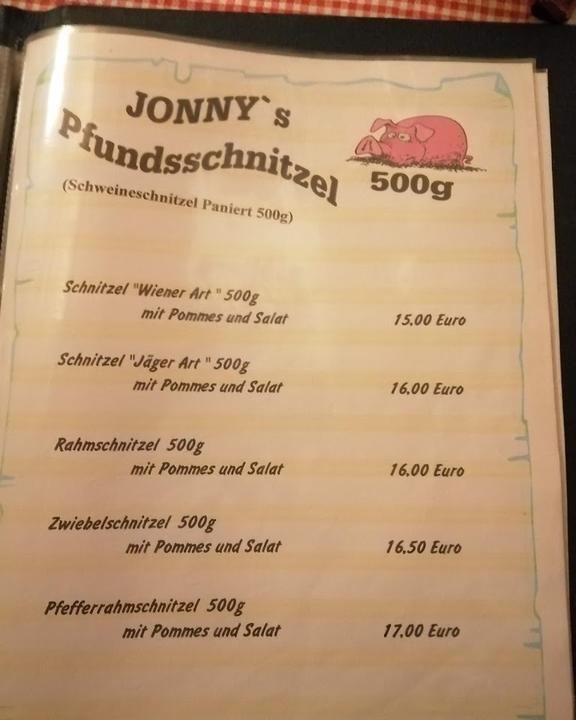 JONNY`s
Pfundsschnitzel
500g
(Schweineschnitzel Paniert 500g)
Schnitzel "Wiener Art " 500g
mit Pommes und Salat 15,00 Euro
Schnitzel "Jäger Art " 500g
mit Pommes und Salat 16,00 Euro
Rahmschnitzel 500g
mit Pommes und Salat 16,00 Euro
Zwiebelschnitzel 500g
mit Pommes und Salat 16,50 Euro
Pfefferrahmschnitzel 500g
mit Pommes und Salat 17,00 Euro